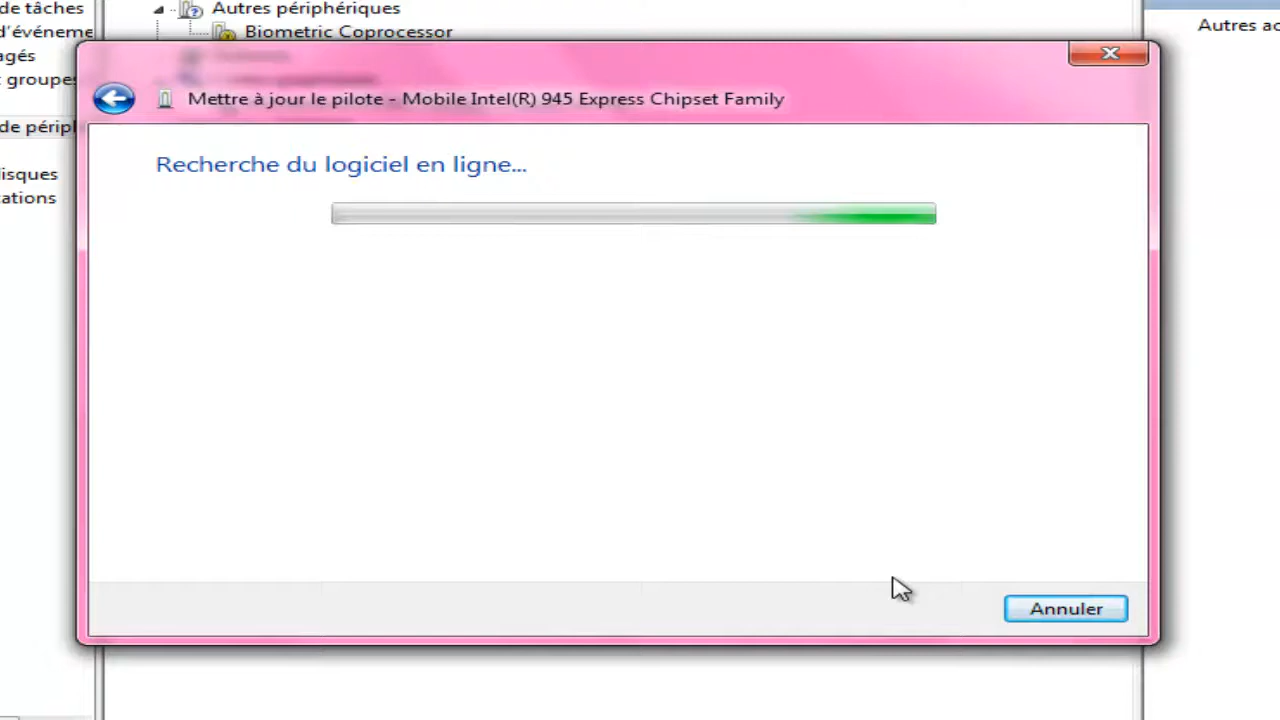 de tâches
d'événeme
agés
groupes
de périph
isques
ations
Autres périphériques
Biometric Coprocessor
Autres ac
Mettre à jour le pilote - Mobile Intel(R) 945 Express Chipset Family
Recherche du logiciel en ligne...
Annuler